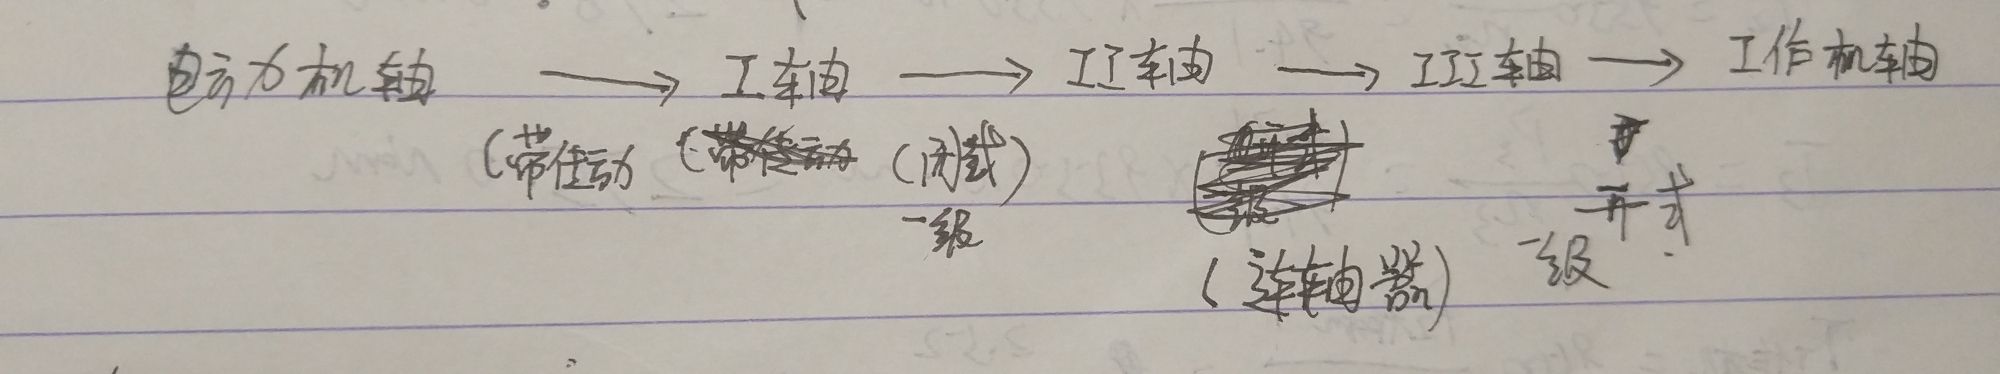 电动机轴 → I轴 → II轴 → III轴 → 工作机轴
(带传动 (闭式)
一级
开式
(连轴器) 一级